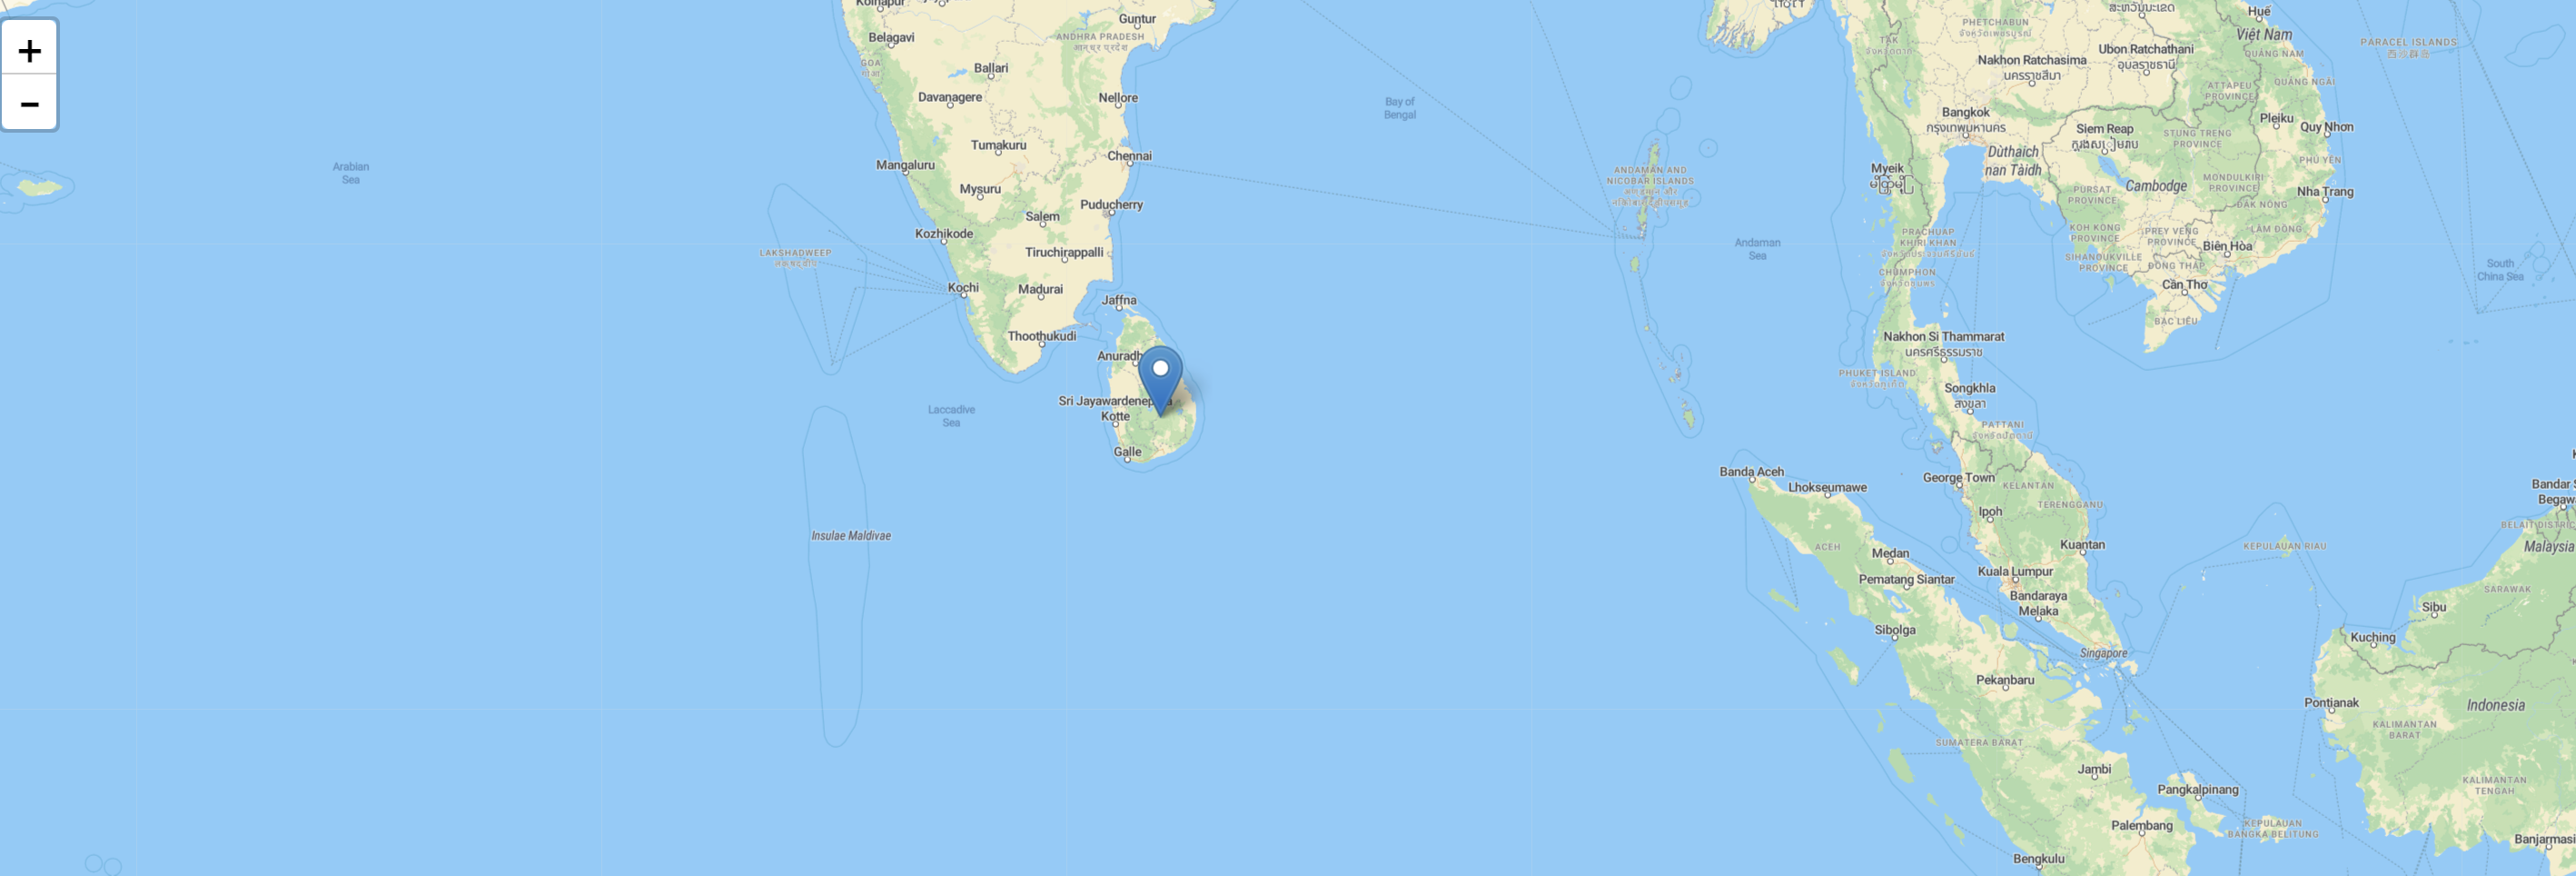 +
−
Guntur
Belagavi
ANDHRA PRADESH
आन्ध्र प्रदेश
GOA
गोवा
Ballari
Davanagere
Nellore
Tumakuru
Chennai
Mangaluru
Mysuru
Puducherry
Salem
Kozhikode
Tiruchirappalli
LAKSHADWEEP
Kochi
Madurai
Jaffna
Thoothukudi
Anuradh
Sri Jayawardenep
Kotte
Galle
Arabian
Sea
Laccadive
Sea
Insulae Maldivae
Bay of
Bengal
ANDAMAN AND
NICOBAR ISLANDS
Andaman
Sea
PHETCHABUN
TAK
Huế
Việt Nam
PARACEL ISLANDS
Ubon Ratchathani
อุบลราชธานี
QUẢNG NAM
Nakhon Ratchasima
นครราชสีมา
QUẢNG NGÃI
ATTAPEU
PROVINCE
Bangkok
กรุงเทพมหานคร
Siem Reap
Pleiku
Quy Nhơn
STUNG TRENG
PROVINCE
PHÚ YÊN
Dùthaich
nan Tàidh
Myeik
Cambodge
MONDULKIRI
PROVINCE
PURSAT
PROVINCE
Nha Trang
ĐẮK NÔNG
PRACHUAP
KHIRI KHAN
KOH KONG
PROVINCE
PREY VENG
PROVINCE
LÂM ĐỒNG
Biên Hòa
SIHANOUKVILLE
PROVINCE
ĐỒNG THÁP
CHUMPHON
Cần Thơ
BẠC LIÊU
South
China Sea
Nakhon Si Thammarat
นครศรีธรรมราช
PHUKET ISLAND
Songkhla
สงขลา
PATTANI
Banda Aceh
Lhokseumawe
George Town
KELANTAN
TERENGGANU
Ipoh
ACEH
Kuantan
Medan
Kuala Lumpur
Pematang Siantar
Bandaraya
Melaka
KEPULAUAN RIAU
Bandar
Begaw
BELAIT DISTRIC
Malaysia
SARAWAK
Sibu
Sibolga
Kuching
Singapore
Pekanbaru
Pontianak
Indonesia
KALIMANTAN
BARAT
SUMATERA BARAT
Jambi
KALIMANTAN
TENGAH
Pangkalpinang
KEPULAUAN
BANGKA BELITUNG
Palembang
Banjarmasi
Bengkulu